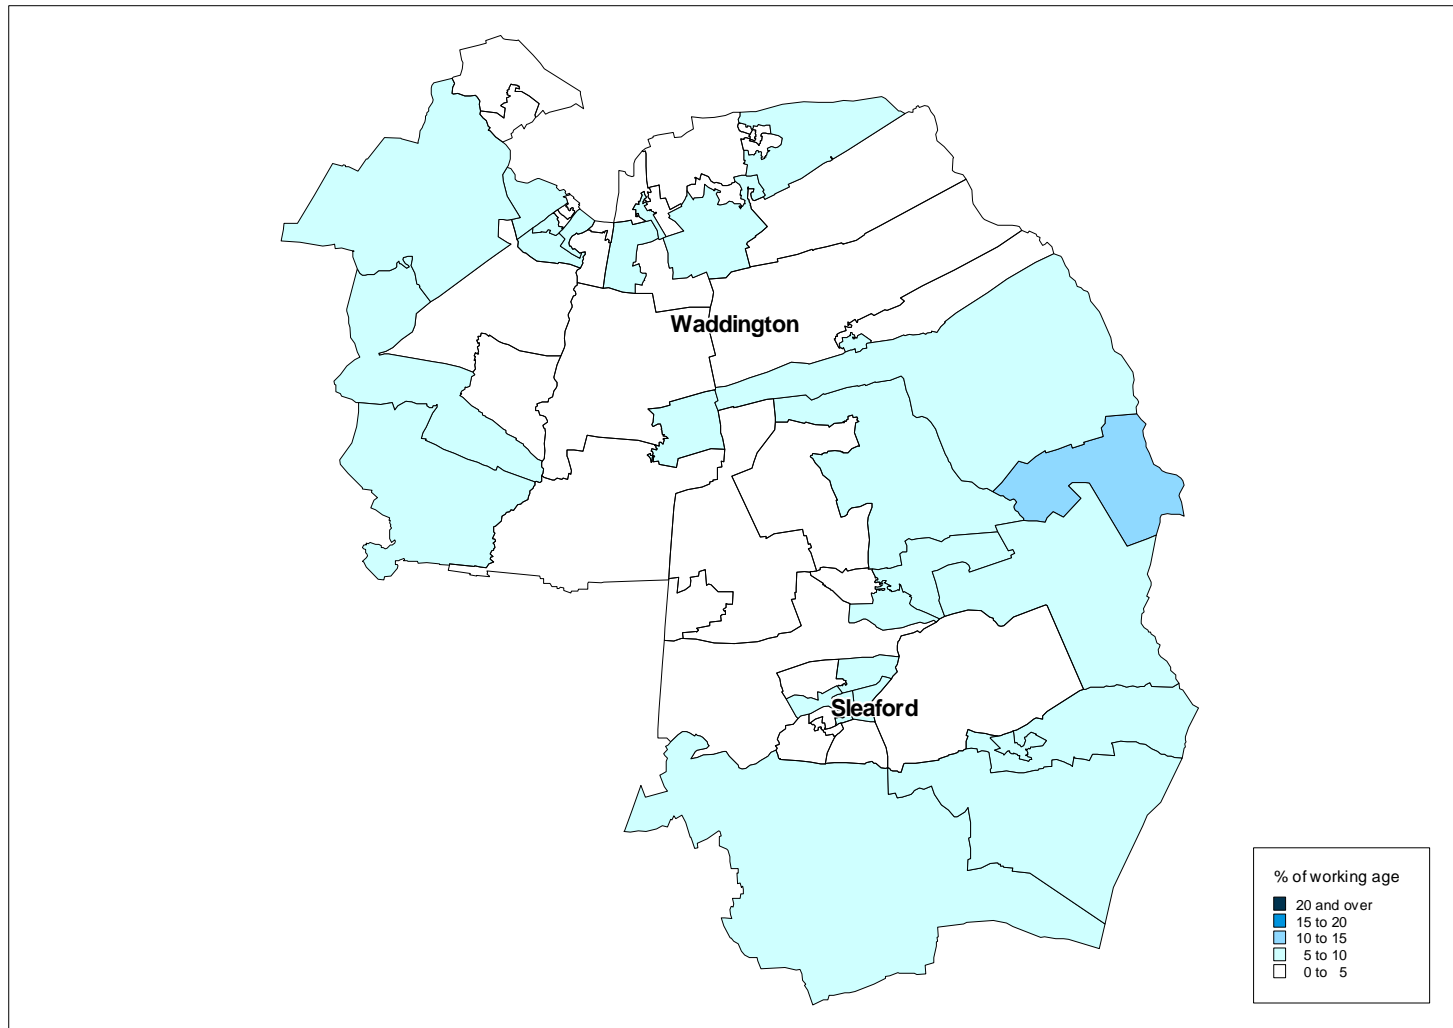 Waddington
Sleaford
% of working age
20 and over
15 to 20
10 to 15
5 to 10
0 to 5